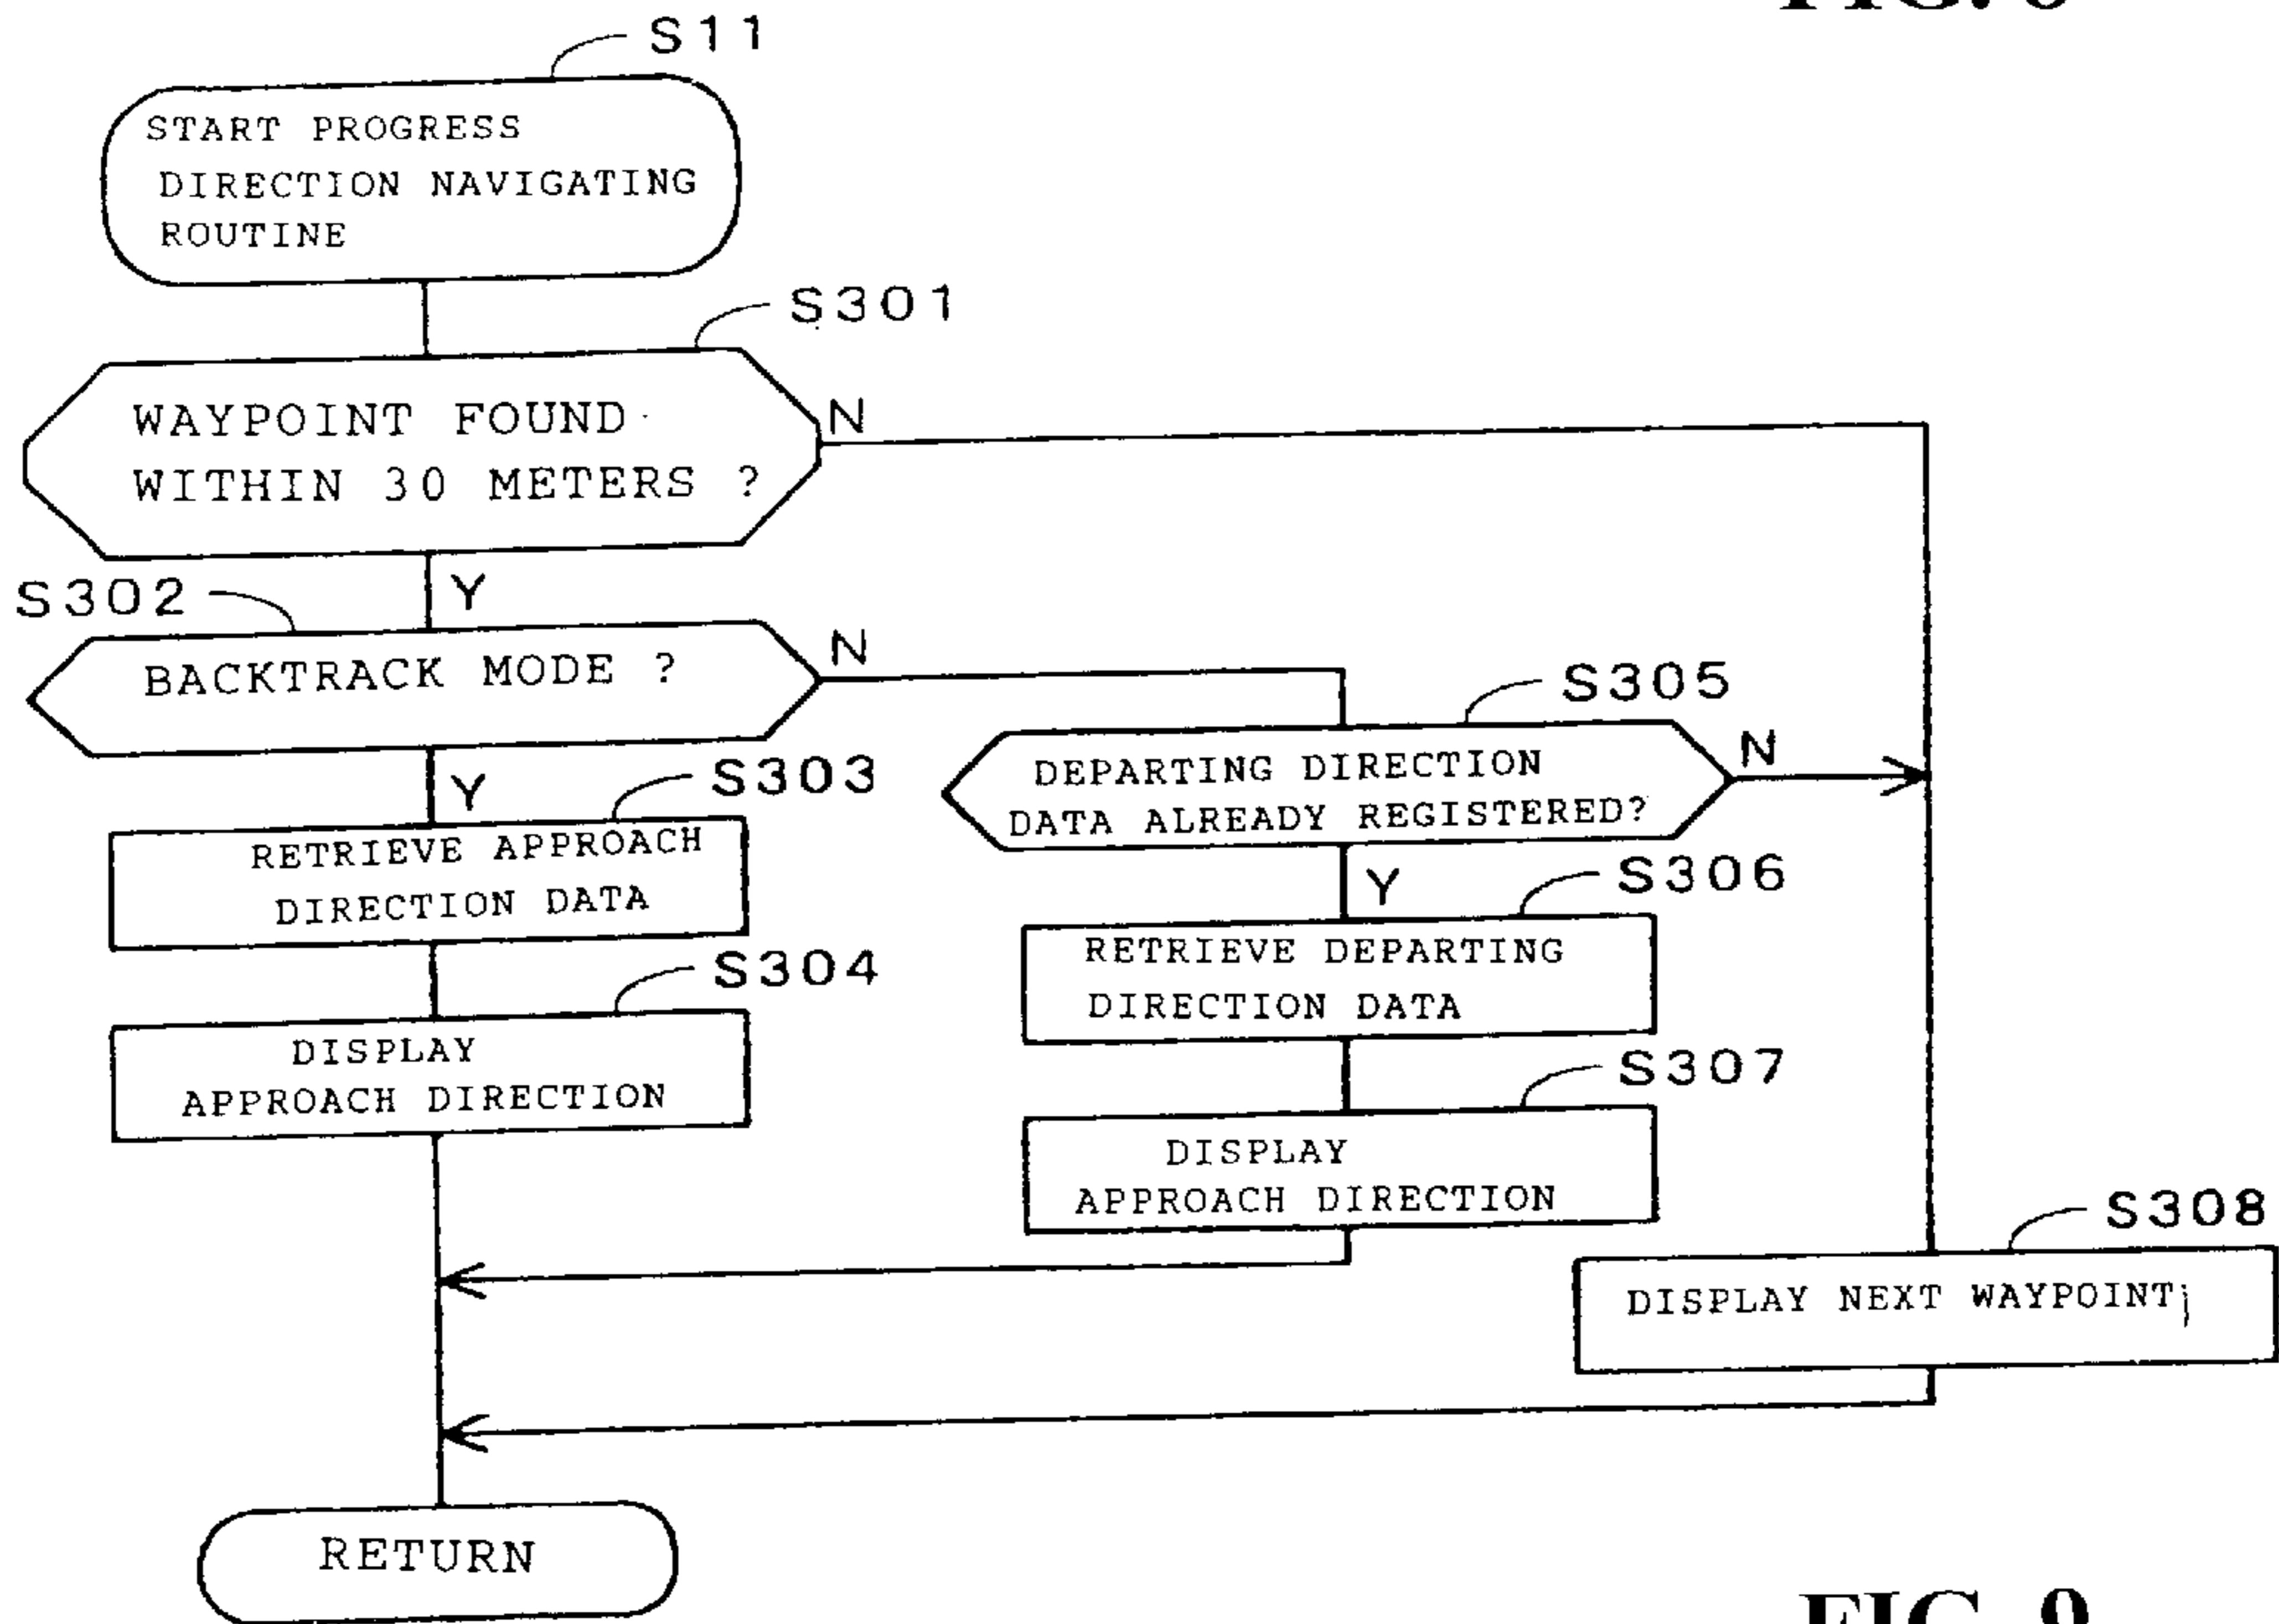 S11
START PROGRESS
DIRECTION NAVIGATING
ROUTINE
S301
WAYPOINT FOUND
WITHIN 30 METERS ?
N
Y
S302
BACKTRACK MODE ?
N
Y
S303
RETRIEVE APPROACH
DIRECTION DATA
S304
DISPLAY
APPROACH DIRECTION
S305
DEPARTING DIRECTION
DATA ALREADY REGISTERED?
N
Y
S306
RETRIEVE DEPARTING
DIRECTION DATA
S307
DISPLAY
APPROACH DIRECTION
S308
DISPLAY NEXT WAYPOINT
RETURN